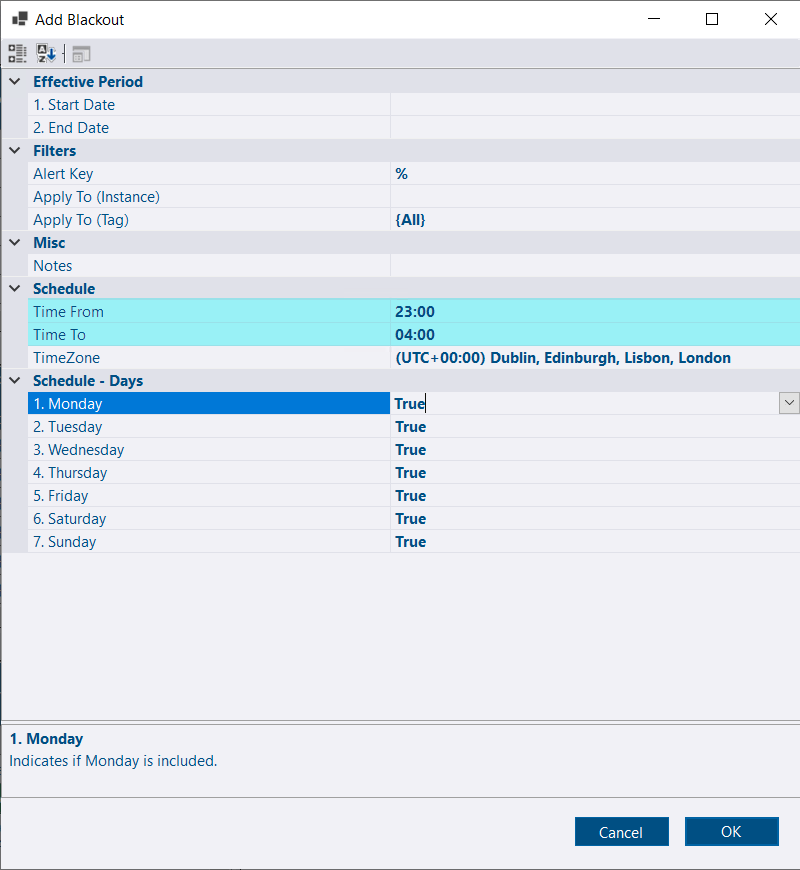 Add Blackout
Effective Period
1. Start Date
2. End Date
Filters
Alert Key %
Apply To (Instance)
Apply To (Tag) {All}
Misc
Notes
Schedule
Time From 23:00
Time To 04:00
TimeZone (UTC+00:00) Dublin, Edinburgh, Lisbon, London
Schedule - Days
1. Monday True
2. Tuesday True
3. Wednesday True
4. Thursday True
5. Friday True
6. Saturday True
7. Sunday True
1. Monday
Indicates if Monday is included.
Cancel OK